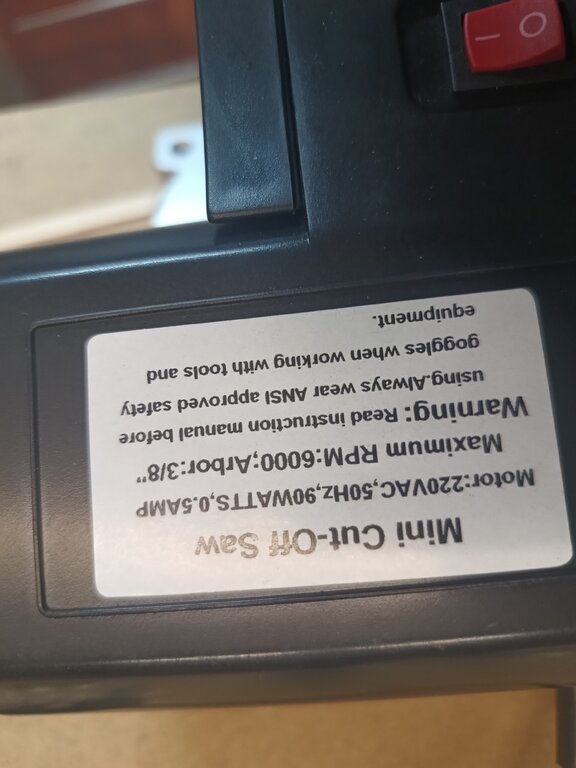 Mini Cut-Off Saw
Motor:220VAC,50Hz,90WATTS,0.5AMP
Maximum RPM:6000;Arbor:3/8"
Warning: Read instruction manual before
using.Always wear ANSI approved safety
goggles when working with tools and
equipment.